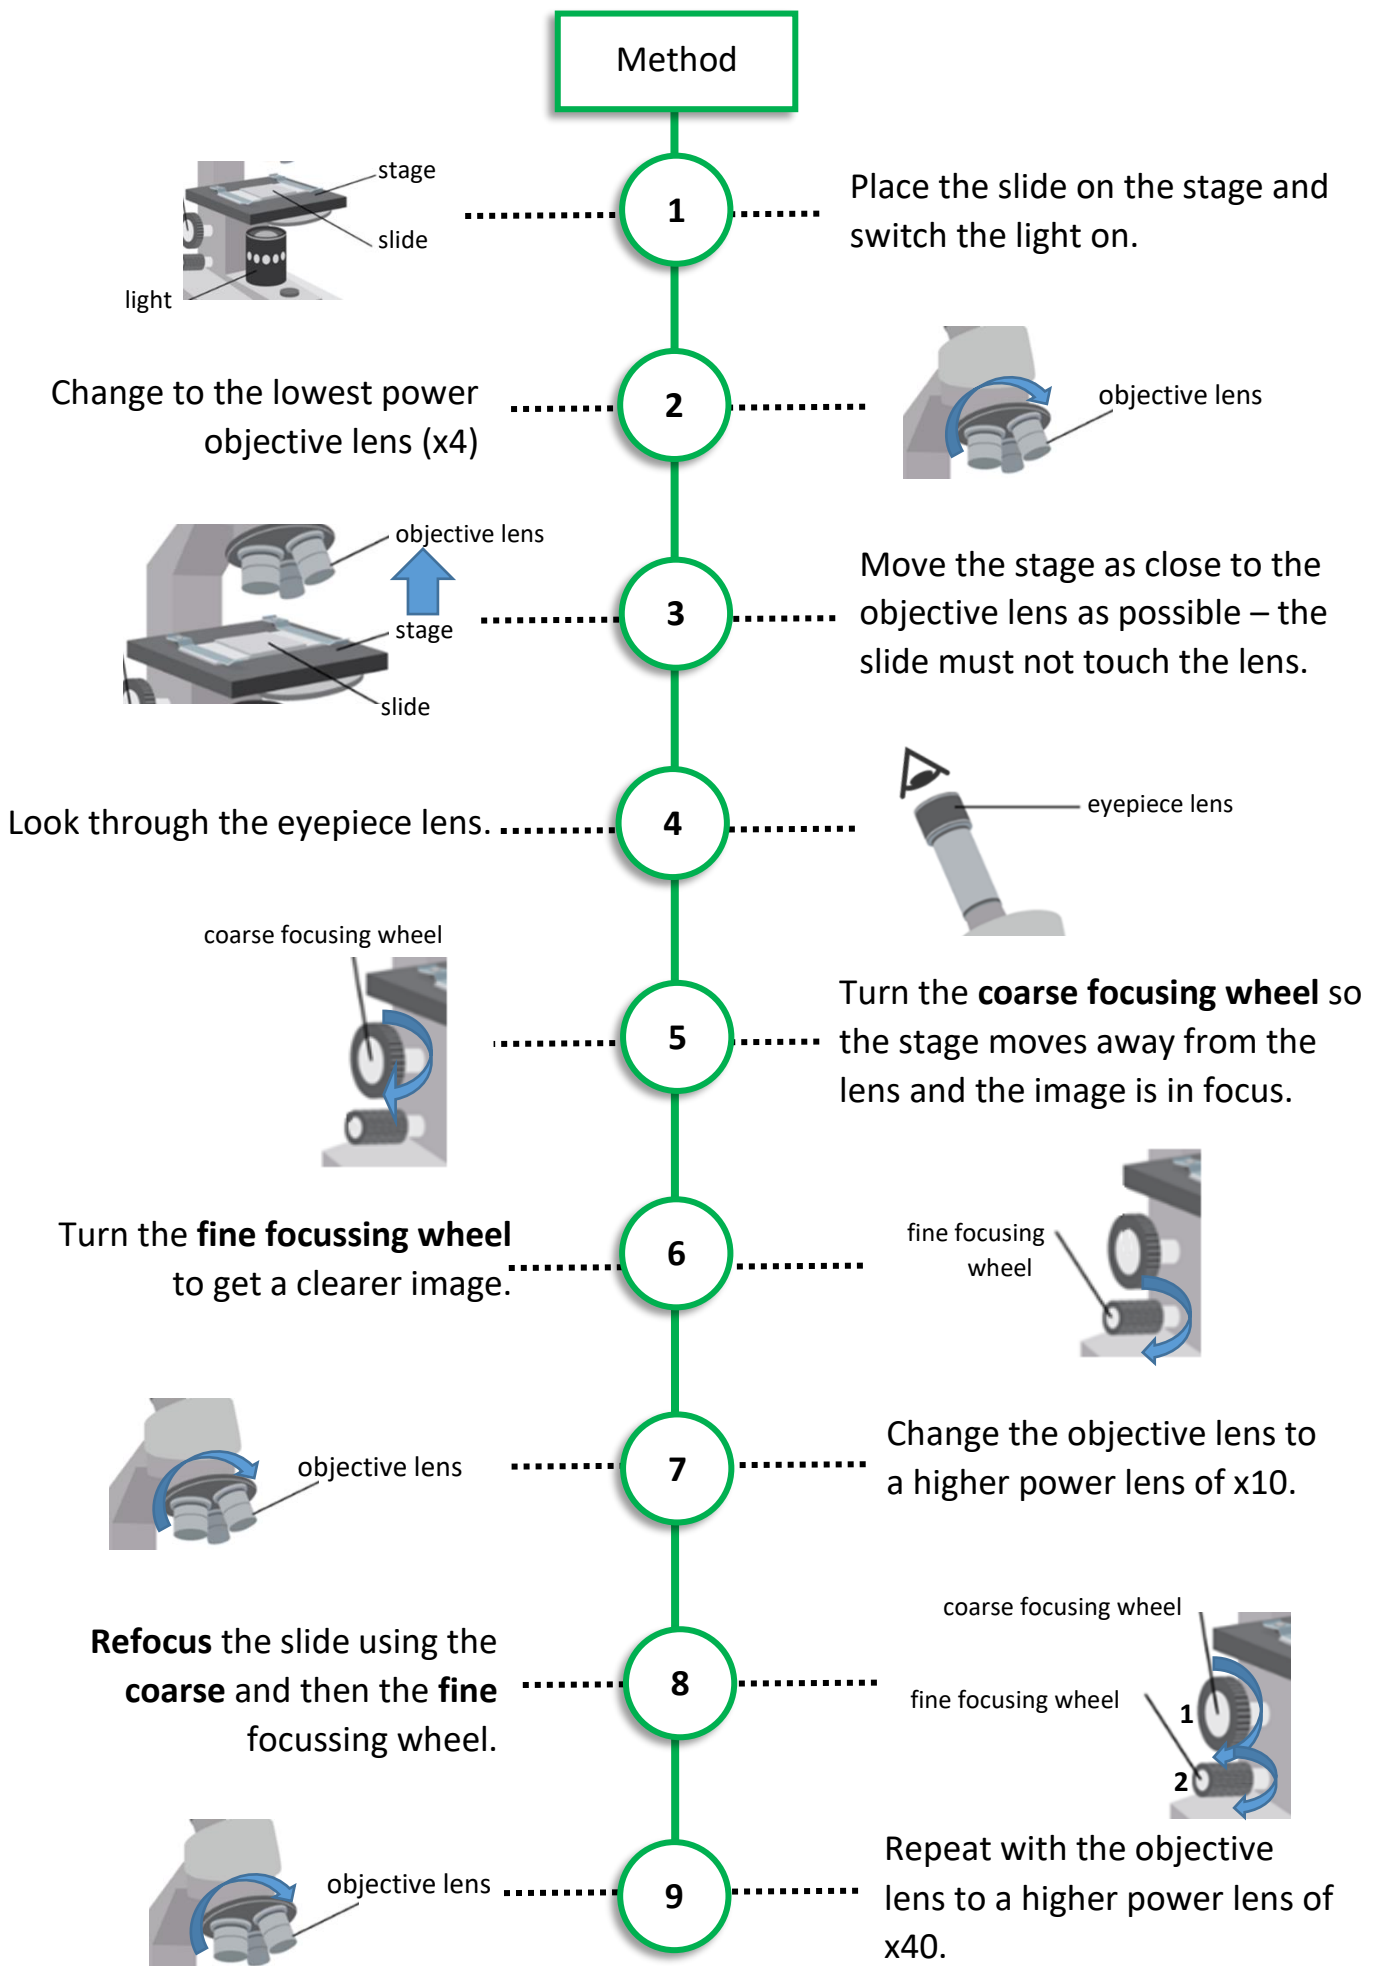 Method
stage
slide
light
1
Place the slide on the stage and
switch the light on.
Change to the lowest power
objective lens (x4)
2
objective lens
objective lens
stage
slide
3
Move the stage as close to the
objective lens as possible – the
slide must not touch the lens.
Look through the eyepiece lens.
4
eyepiece lens
coarse focusing wheel
5
Turn the coarse focusing wheel so
the stage moves away from the
lens and the image is in focus.
Turn the fine focussing wheel
to get a clearer image.
6
fine focusing
wheel
objective lens
7
Change the objective lens to
a higher power lens of x10.
Refocus the slide using the
coarse and then the fine
focussing wheel.
8
coarse focusing wheel
fine focusing wheel
1
2
objective lens
9
Repeat with the objective
lens to a higher power lens of
x40.